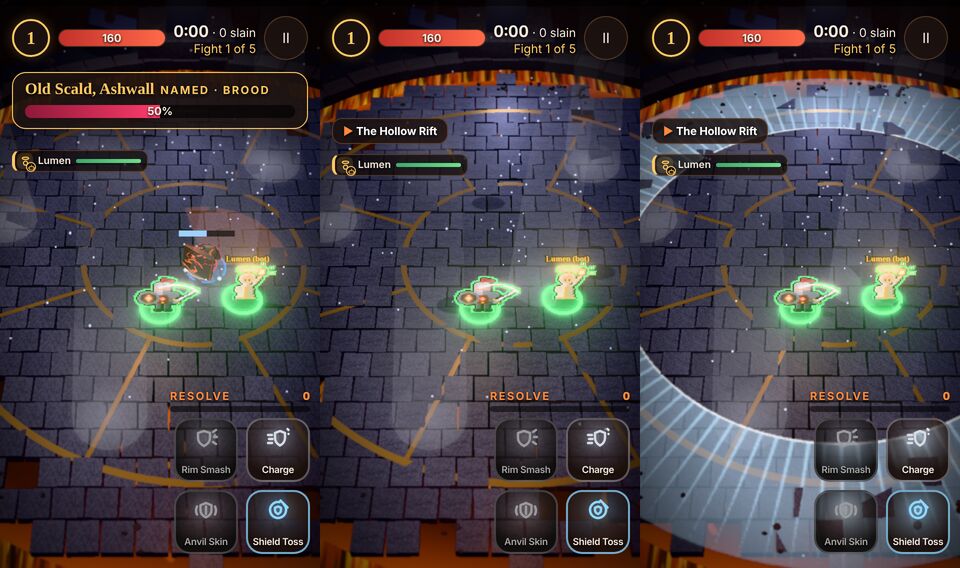 1
160
0:00 · 0 slain
Fight 1 of 5
Old Scald, Ashwall NAMED · BROOD
50%
Lumen
Lumen (bot)
RESOLVE 0
Rim Smash
Charge
Anvil Skin
Shield Toss
1
160
0:00 · 0 slain
Fight 1 of 5
The Hollow Rift
Lumen
Lumen (bot)
RESOLVE 0
Rim Smash
Charge
Anvil Skin
Shield Toss
1
160
0:00 · 0 slain
Fight 1 of 5
The Hollow Rift
Lumen
Lumen (bot)
RESOLVE 0
Rim Smash
Charge
Anvil Skin
Shield Toss